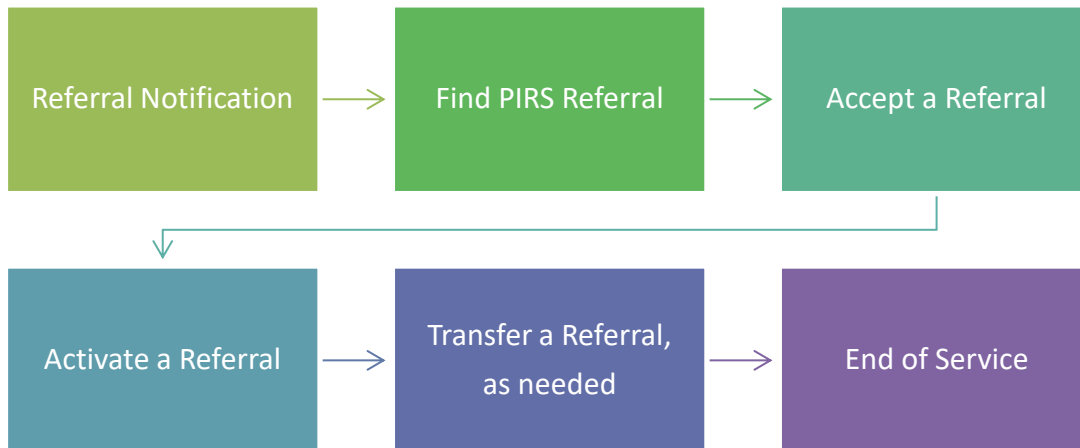 Referral Notification
Find PIRS Referral
Accept a Referral
Activate a Referral
Transfer a Referral,
as needed
End of Service